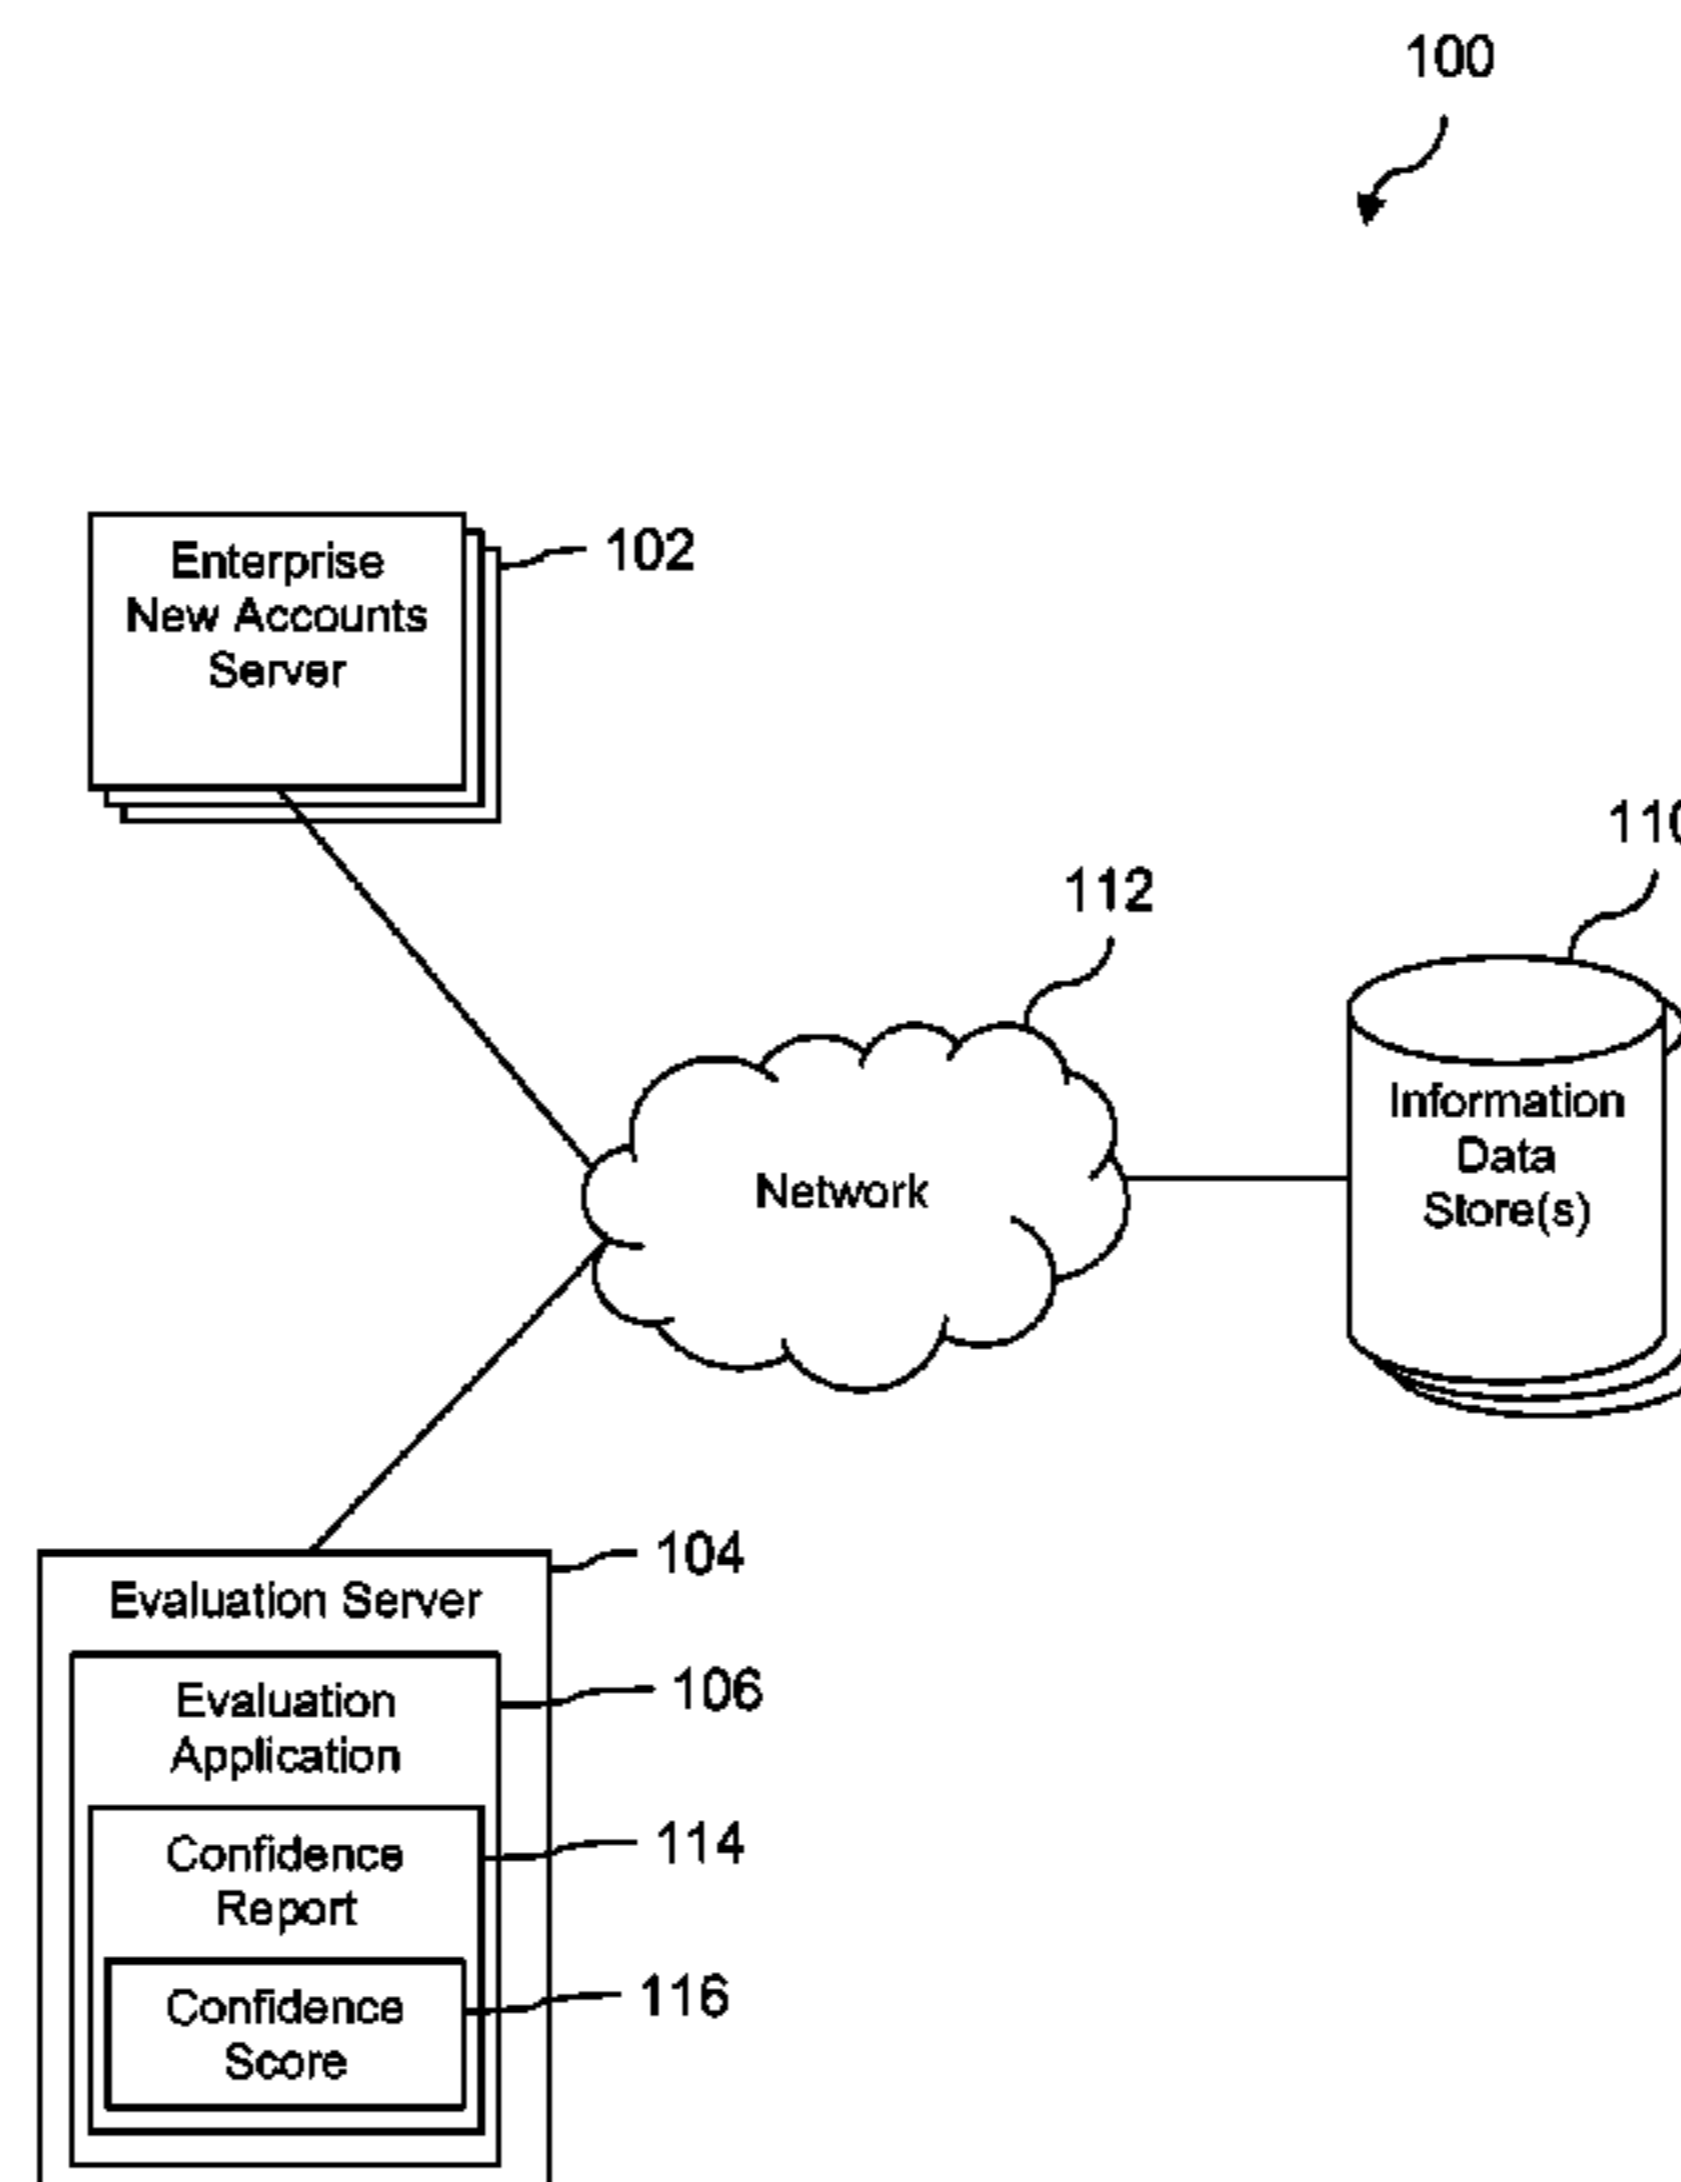 100
Enterprise
New Accounts
Server
102
112
110
Information
Data
Store(s)
Network
104
Evaluation Server
106
Evaluation
Application
114
Confidence
Report
116
Confidence
Score